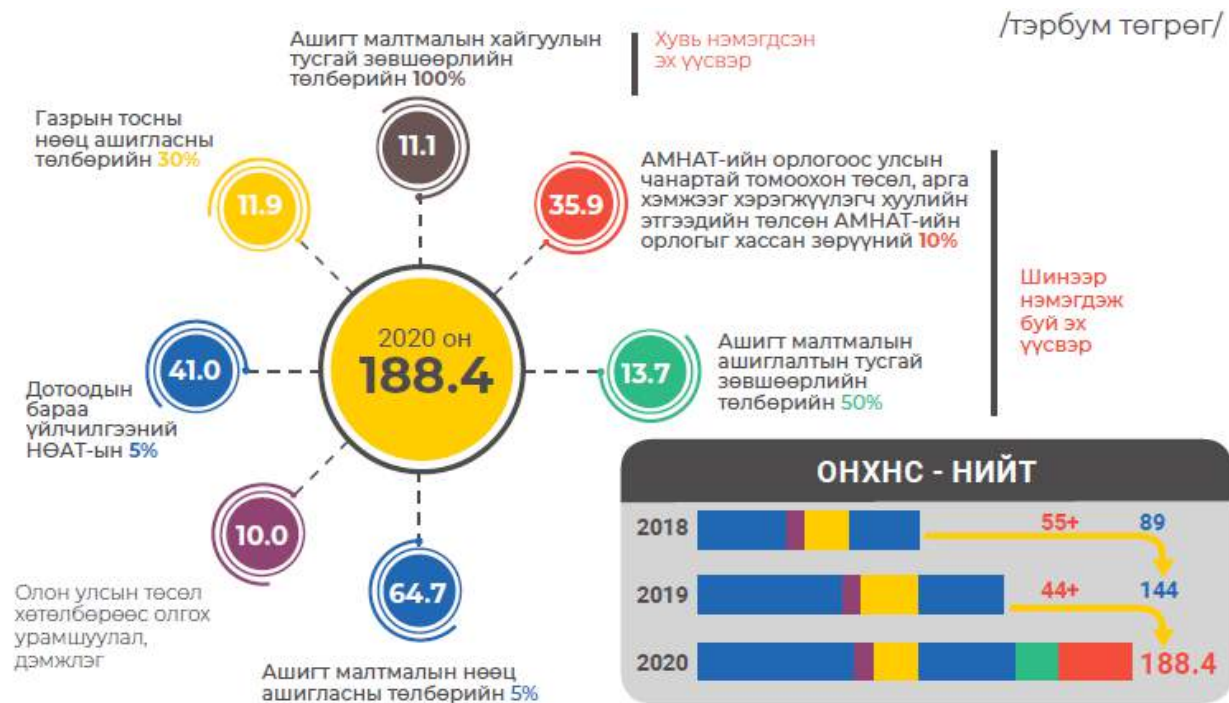 /тэрбум төгрөг/
Ашигт малтмалын хайгуулын
тусгай зөвшөөрлийн
төлбөрийн 100%
Хувь нэмэгдсэн
эх үүсвэр
Газрын тосны
нөөц ашигласны
төлбөрийн 30%
11.1
11.9
35.9
АМНАТ-ийн орлогоос улсын
чанартай томоохон төсөл, арга
хэмжээг хэрэгжүүлэгч хуулийн
этгээдийн төлсөн АМНАТ-ийн
орлогыг хассан зөрүүний 10%
Шинээр
нэмэгдэж
буй эх
үүсвэр
2020 он
188.4
41.0
Дотоодын
бараа
үйлчилгээний
НӨАТ-ын 5%
13.7
Ашигт малтмалын
ашиглалтын тусгай
зөвшөөрлийн
төлбөрийн 50%
10.0
Олон улсын төсөл
хөтөлбөрөөс олгох
урамшуулал,
дэмжлэг
64.7
Ашигт малтмалын нөөц
ашигласны төлбөрийн 5%
ОНХНС - НИЙТ
2018 55+ 89
2019 44+ 144
2020 188.4